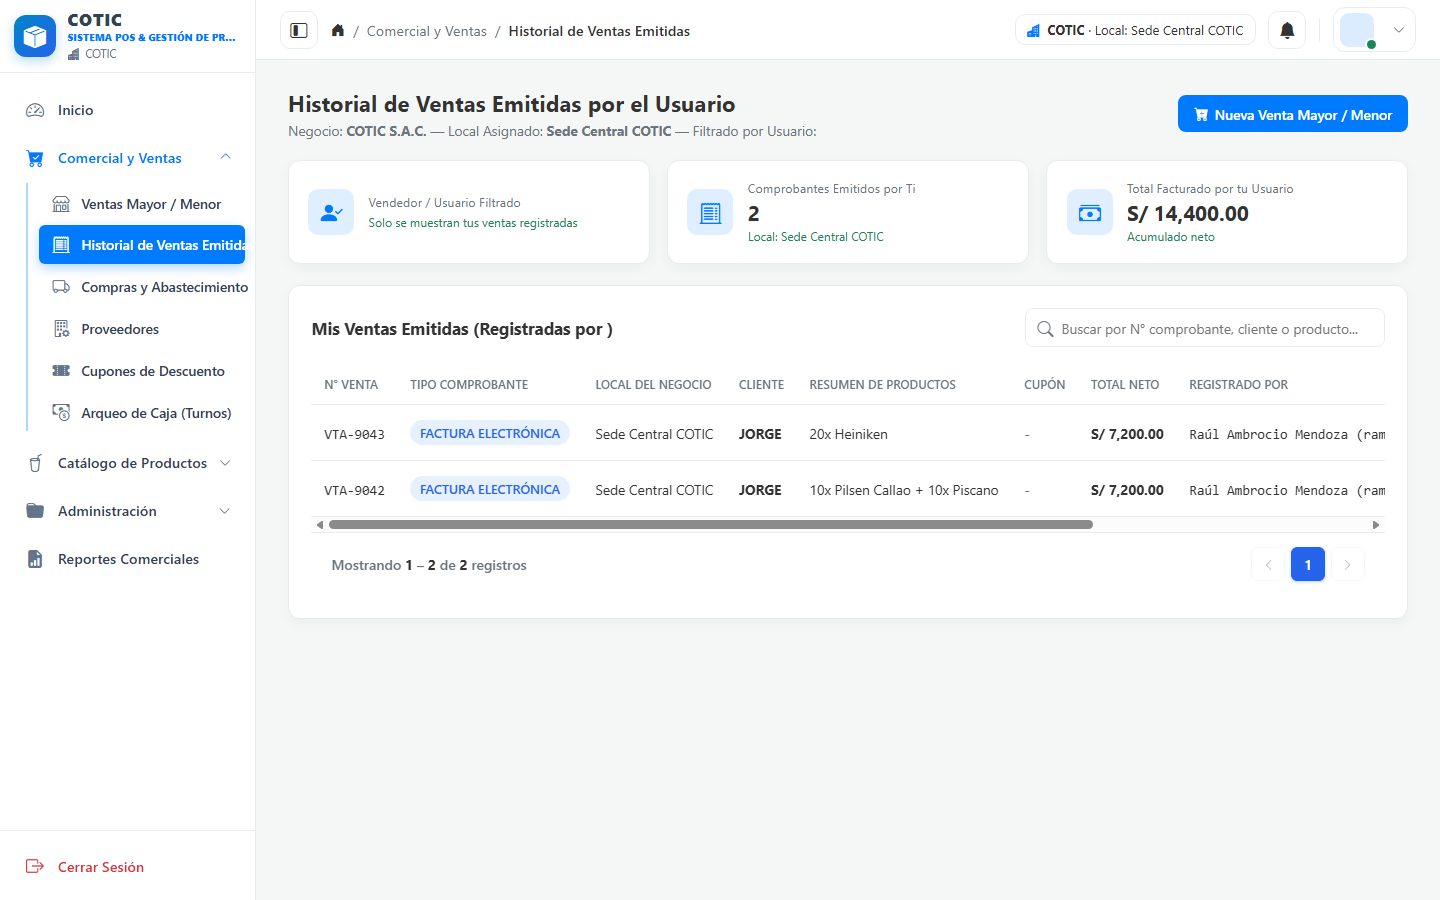 COTIC
SISTEMA POS & GESTIÓN DE PR...
COTIC
Inicio
Comercial y Ventas
Ventas Mayor / Menor
Historial de Ventas Emitida
Compras y Abastecimiento
Proveedores
Cupones de Descuento
Arqueo de Caja (Turnos)
Catálogo de Productos
Administración
Reportes Comerciales
Cerrar Sesión
/ Comercial y Ventas / Historial de Ventas Emitidas
COTIC · Local: Sede Central COTIC
Historial de Ventas Emitidas por el Usuario
Negocio: COTIC S.A.C. — Local Asignado: Sede Central COTIC — Filtrado por Usuario:
Nueva Venta Mayor / Menor
Vendedor / Usuario Filtrado
Solo se muestran tus ventas registradas
Comprobantes Emitidos por Ti
2
Local: Sede Central COTIC
Total Facturado por tu Usuario
S/ 14,400.00
Acumulado neto
Mis Ventas Emitidas (Registradas por )
Buscar por N° comprobante, cliente o producto...
N° VENTA TIPO COMPROBANTE LOCAL DEL NEGOCIO CLIENTE RESUMEN DE PRODUCTOS CUPÓN TOTAL NETO REGISTRADO POR
VTA-9043 FACTURA ELECTRÓNICA Sede Central COTIC JORGE 20x Heiniken - S/ 7,200.00 Raúl Ambrocio Mendoza (ram
VTA-9042 FACTURA ELECTRÓNICA Sede Central COTIC JORGE 10x Pilsen Callao + 10x Piscano - S/ 7,200.00 Raúl Ambrocio Mendoza (ram
Mostrando 1 – 2 de 2 registros
1